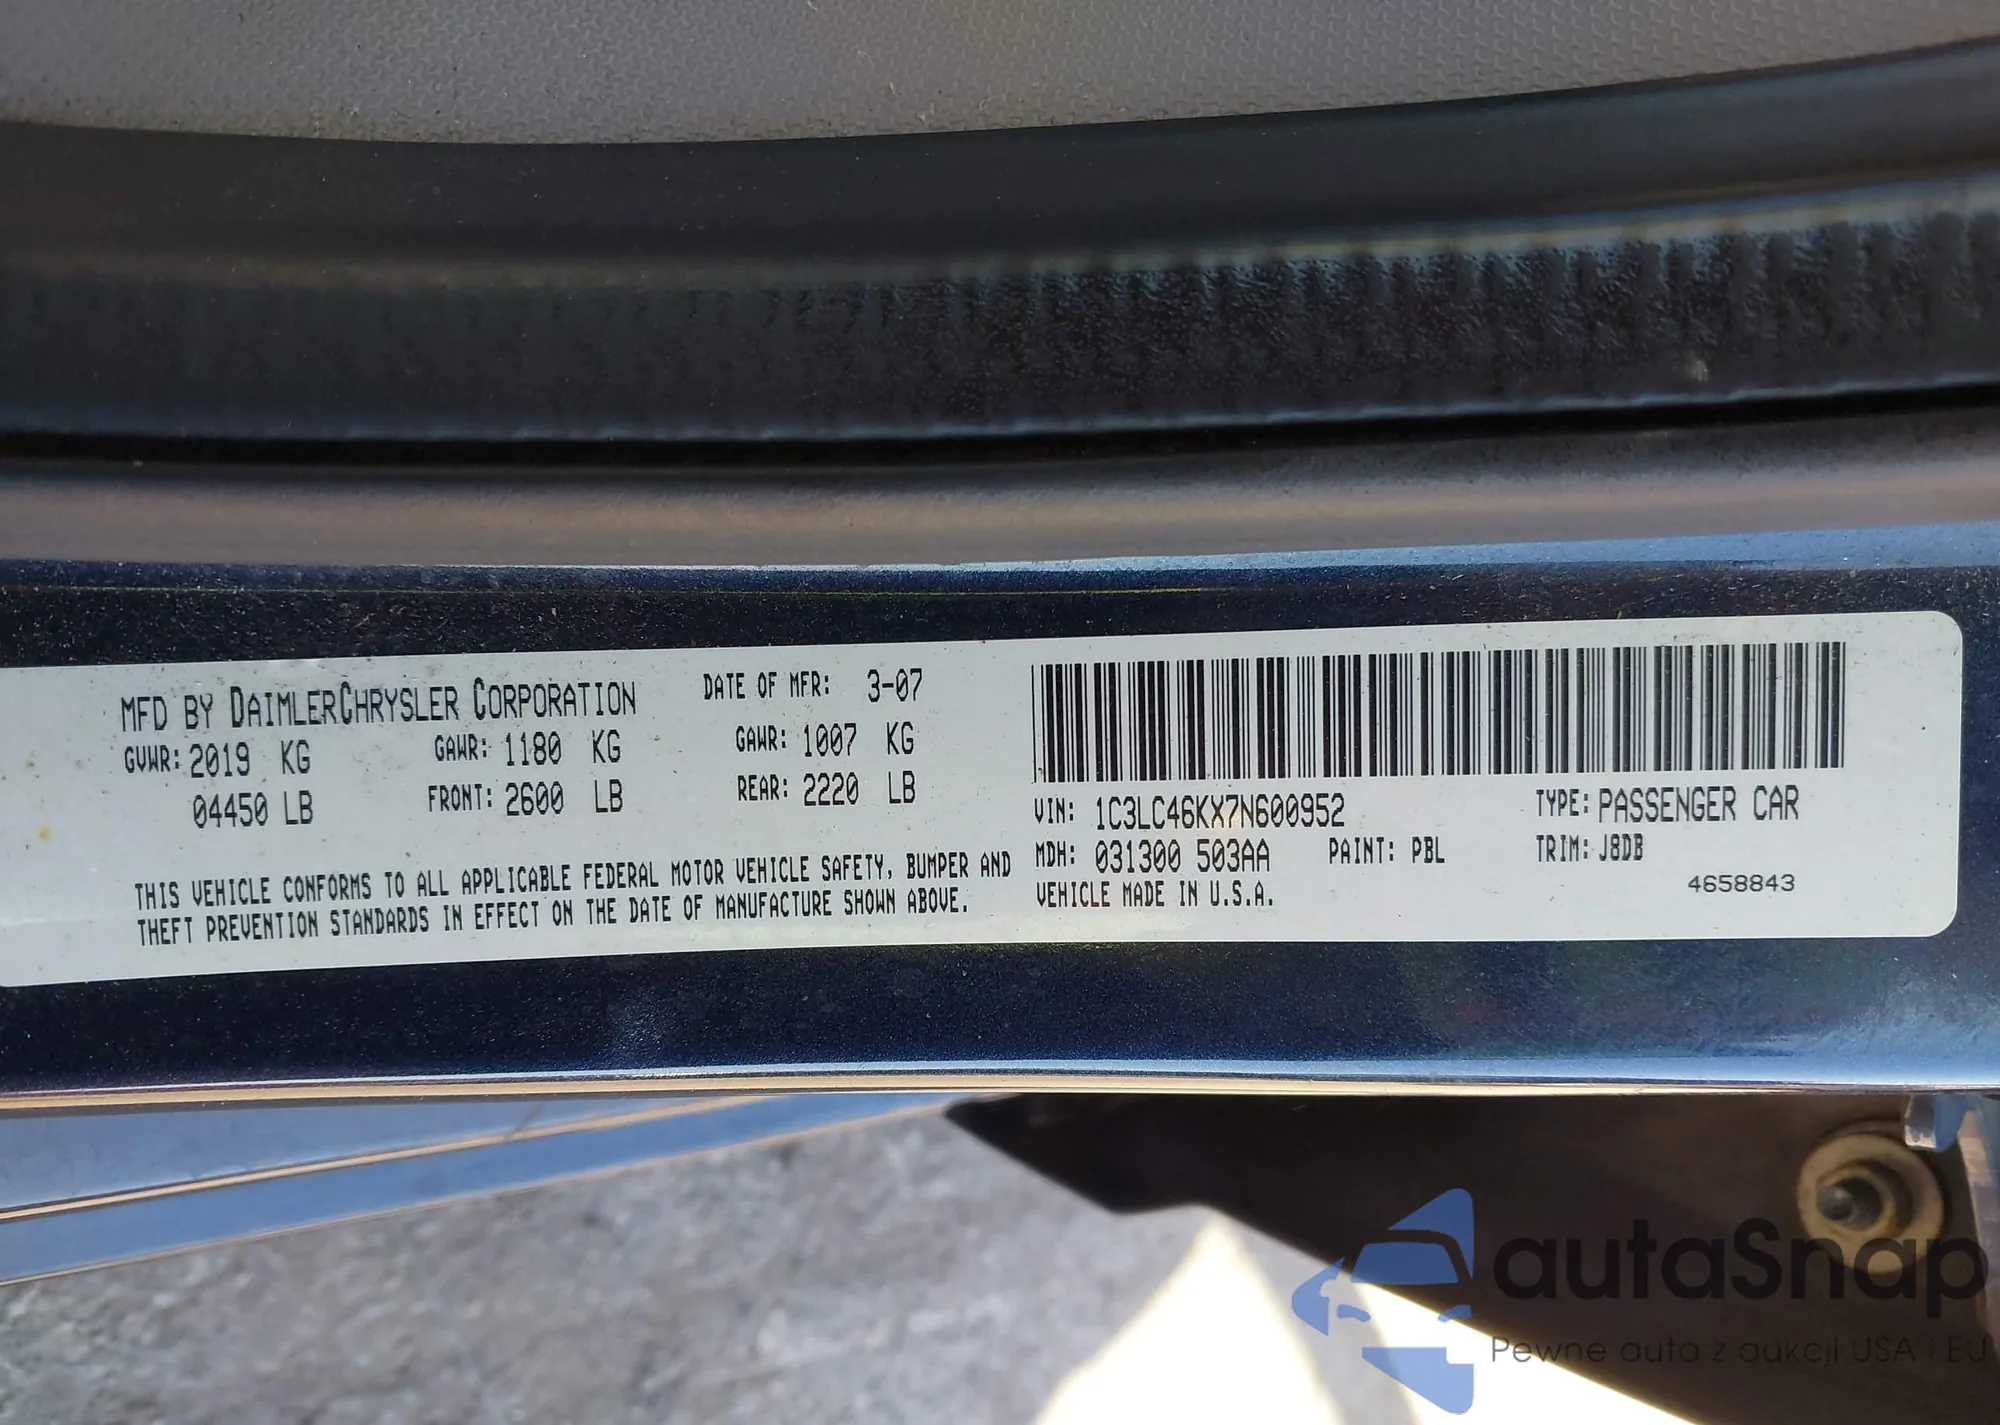 MFD BY DAIMLERCHRYSLER CORPORATION DATE OF MFR: 3-07
GVWR: 2019 KG GAWR: 1180 KG GAWR: 1007 KG
04450 LB FRONT: 2600 LB REAR: 2220 LB
THIS VEHICLE CONFORMS TO ALL APPLICABLE FEDERAL MOTOR VEHICLE SAFETY, BUMPER AND
THEFT PREVENTION STANDARDS IN EFFECT ON THE DATE OF MANUFACTURE SHOWN ABOVE.
VIN: 1C3LC46KX7N600952 TYPE: PASSENGER CAR
MDH: 031300 503AA PAINT: PBL TRIM: J8DB
VEHICLE MADE IN U.S.A. 4658843
autaSnap
Pewne auta z aukcji USA i EU